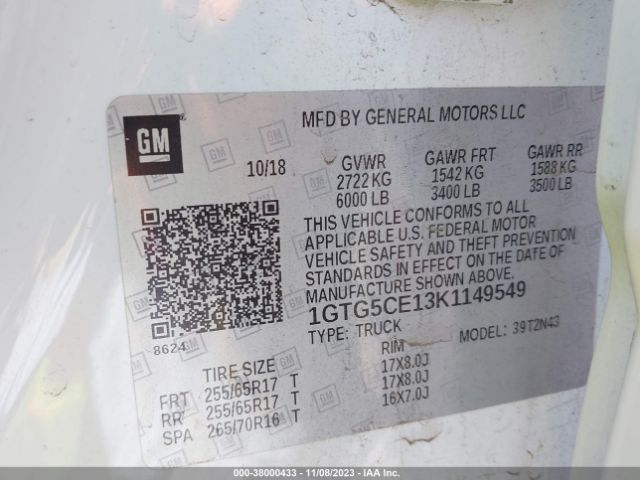 GM
MFD BY GENERAL MOTORS LLC
10/18
GVWR GAWR FRT GAWR RR
2722 KG 1542 KG 1588 KG
6000 LB 3400 LB 3500 LB
THIS VEHICLE CONFORMS TO ALL
APPLICABLE U.S. FEDERAL MOTOR
VEHICLE SAFETY AND THEFT PREVENTION
STANDARDS IN EFFECT ON THE DATE OF
MANUFACTURE SHOWN ABOVE.
1GTG5CE13K1149549
TYPE: TRUCK MODEL: 39T2N43
8624
TIRE SIZE RIM
FRT 255/65R17 T 17X8.0J
RR 255/65R17 T 17X8.0J
SPA 265/70R16 T 16X7.0J
000-38000433 - 11/08/2023 - IAA Inc.